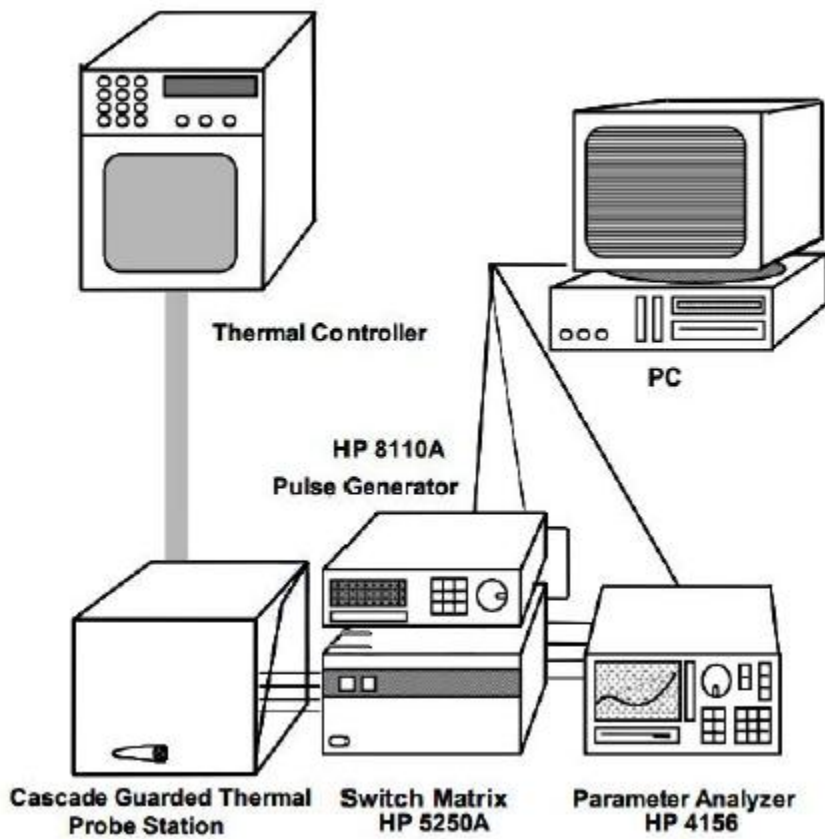 Thermal Controller
PC
HP 8110A
Pulse Generator
Cascade Guarded Thermal
Probe Station
Switch Matrix
HP 5250A
Parameter Analyzer
HP 4156